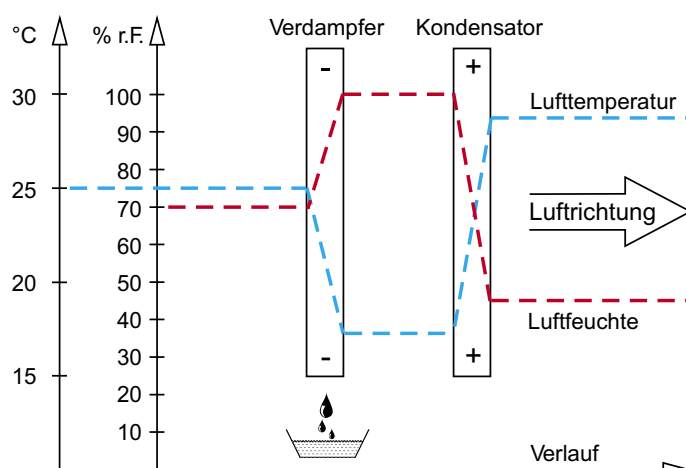 °C % r.F. Verdampfer Kondensator
- +
30 100 Lufttemperatur
90
80
25
70 Luftrichtung
60
20 50
40 Luftfeuchte
30 - +
15
20
10
Verlauf